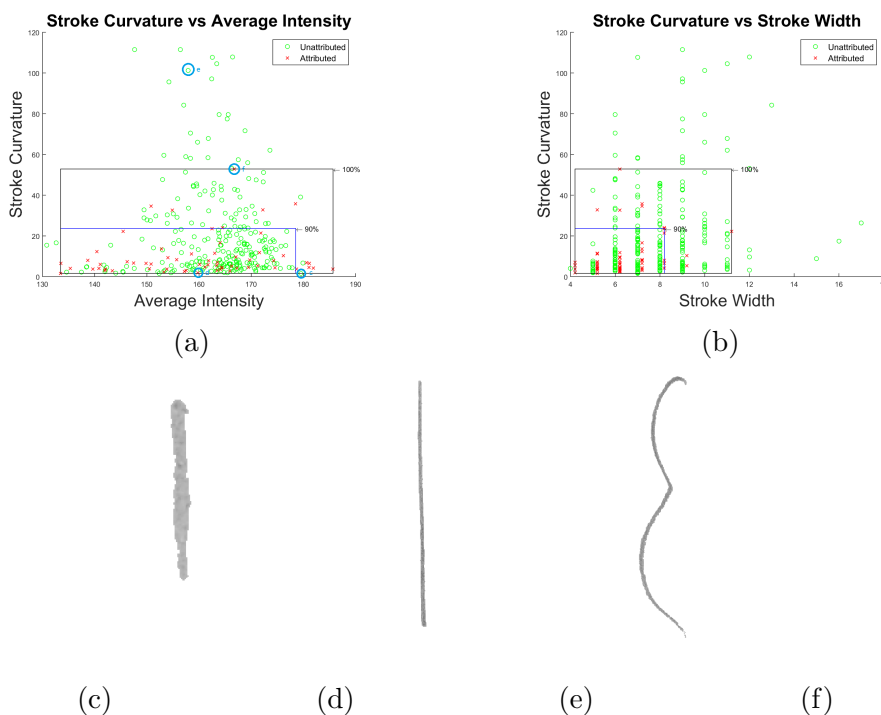 Stroke Curvature vs Average Intensity
Stroke Curvature
120
100
80
60
40
20
0
Unattributed
Attributed
e
f
100%
90%
c
130 140 150 160 170 180 190
Average Intensity
(a)
Stroke Curvature vs Stroke Width
Stroke Curvature
120
100
80
60
40
20
0
Unattributed
Attributed
100%
90%
4 6 8 10 12 14 16 18
Stroke Width
(b)
(c) (d) (e) (f)